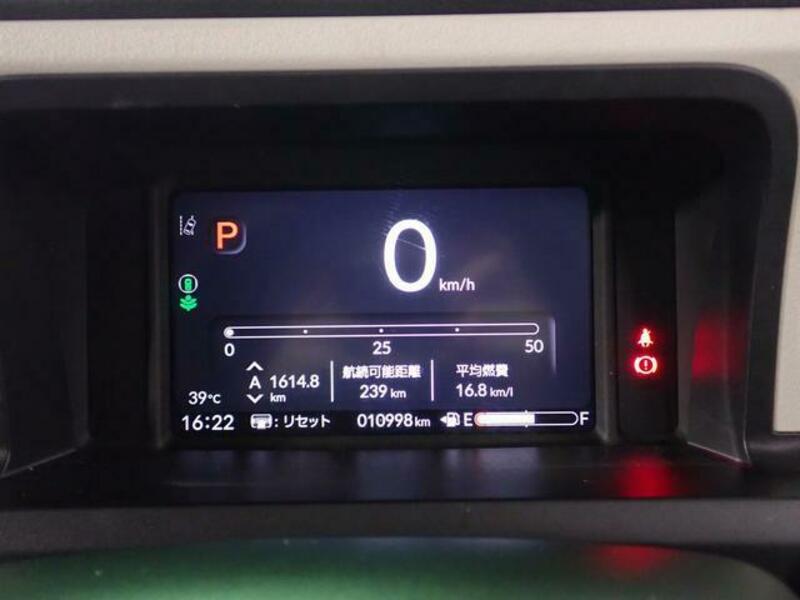 P
0 km/h
0 25 50
39℃
A 1614.8 km
航続可能距離
239 km
平均燃費
16.8 km/l
16:22
: リセット
010998 km
E F